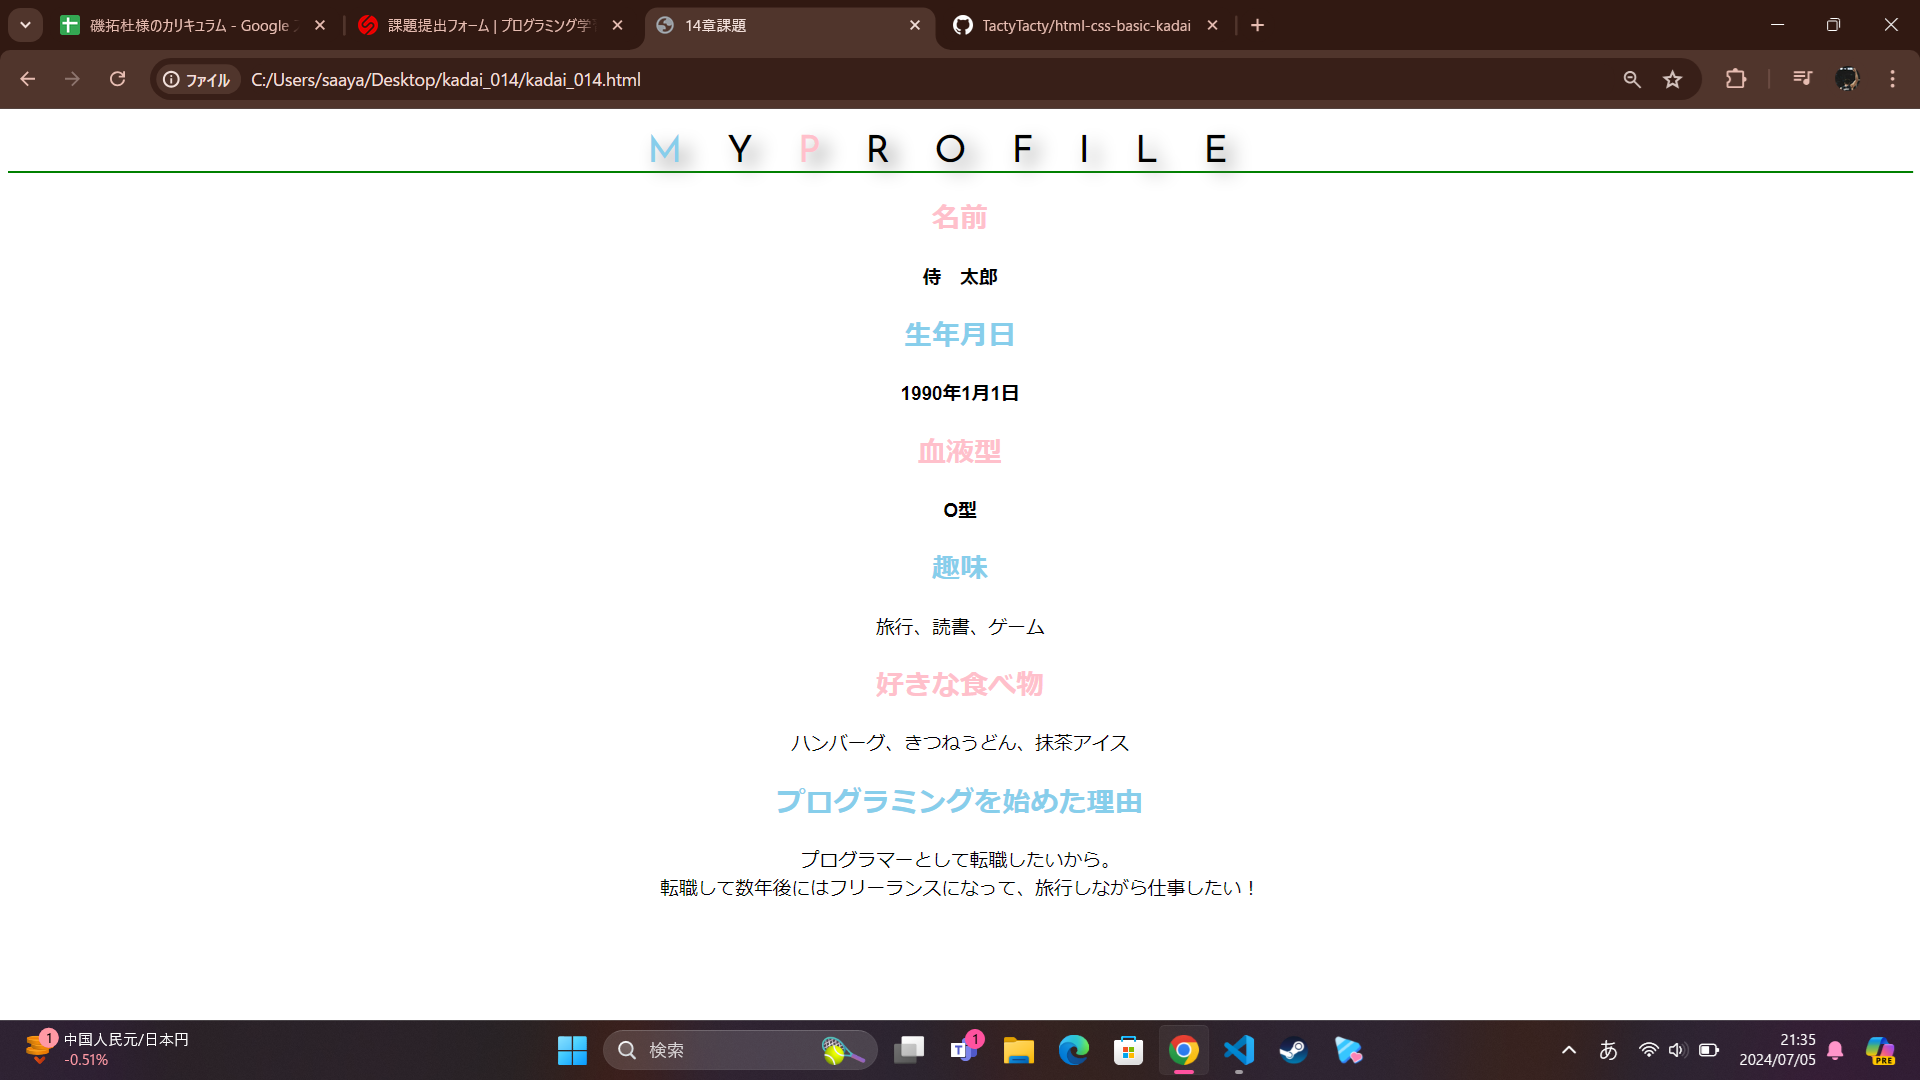 磯拓杜様のカリキュラム - Google
課題提出フォーム | プログラミング学
14章課題
TactyTacty/html-css-basic-kadai
ファイル
C:/Users/saaya/Desktop/kadai_014/kadai_014.html
MYPROFILE
名前
侍　太郎
生年月日
1990年1月1日
血液型
O型
趣味
旅行、読書、ゲーム
好きな食べ物
ハンバーグ、きつねうどん、抹茶アイス
プログラミングを始めた理由
プログラマーとして転職したいから。
転職して数年後にはフリーランスになって、旅行しながら仕事したい！
1
中国人民元/日本円
-0.51%
検索
1
あ
21:35
2024/07/05
PRE